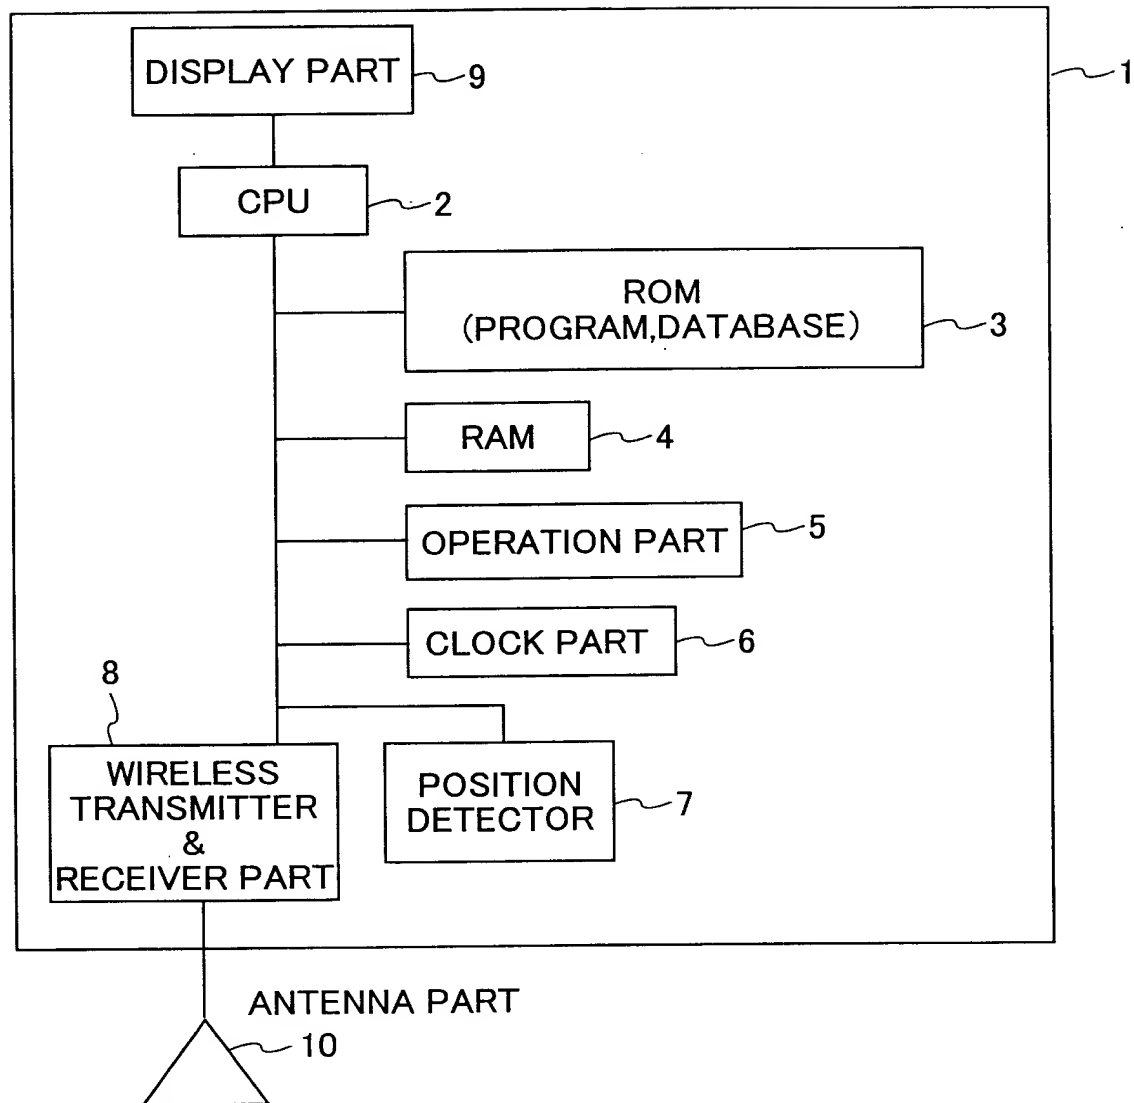 DISPLAY PART
9
1
CPU
2
ROM
(PROGRAM,DATABASE)
3
RAM
4
OPERATION PART
5
CLOCK PART
6
8
WIRELESS
TRANSMITTER
&
RECEIVER PART
POSITION
DETECTOR
7
ANTENNA PART
10